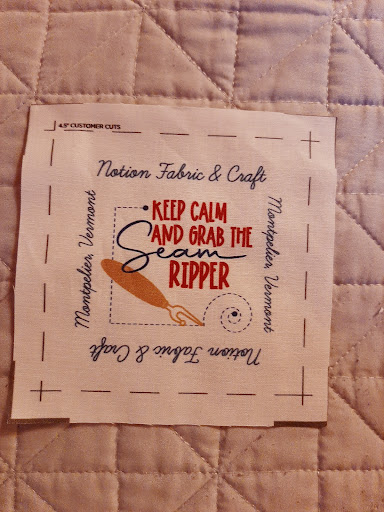 4.5" CUSTOMER CUTS
Notion Fabric & Craft
KEEP CALM
AND GRAB THE
Seam
RIPPER
Montpelier, Vermont
Montpelier, Vermont
Notion Fabric & Craft